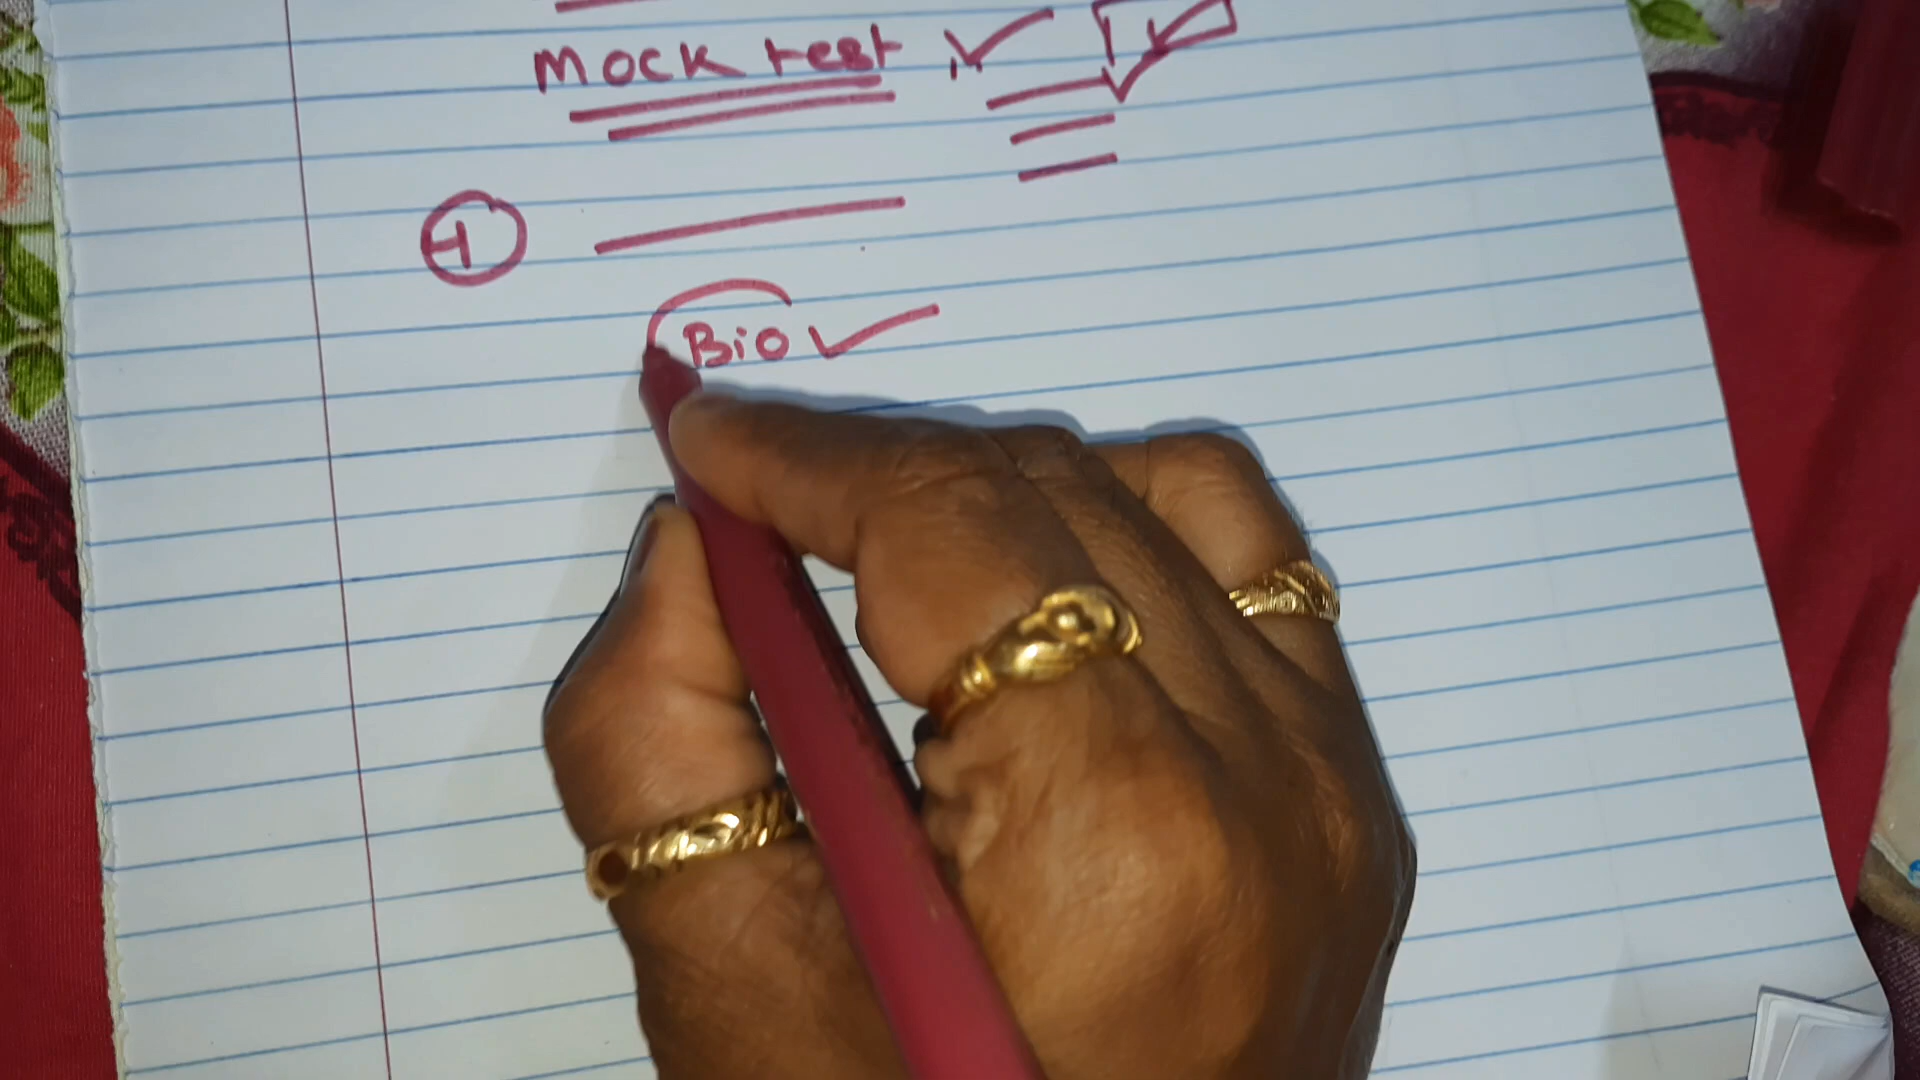 Mock test ✓
1
Bio ✓